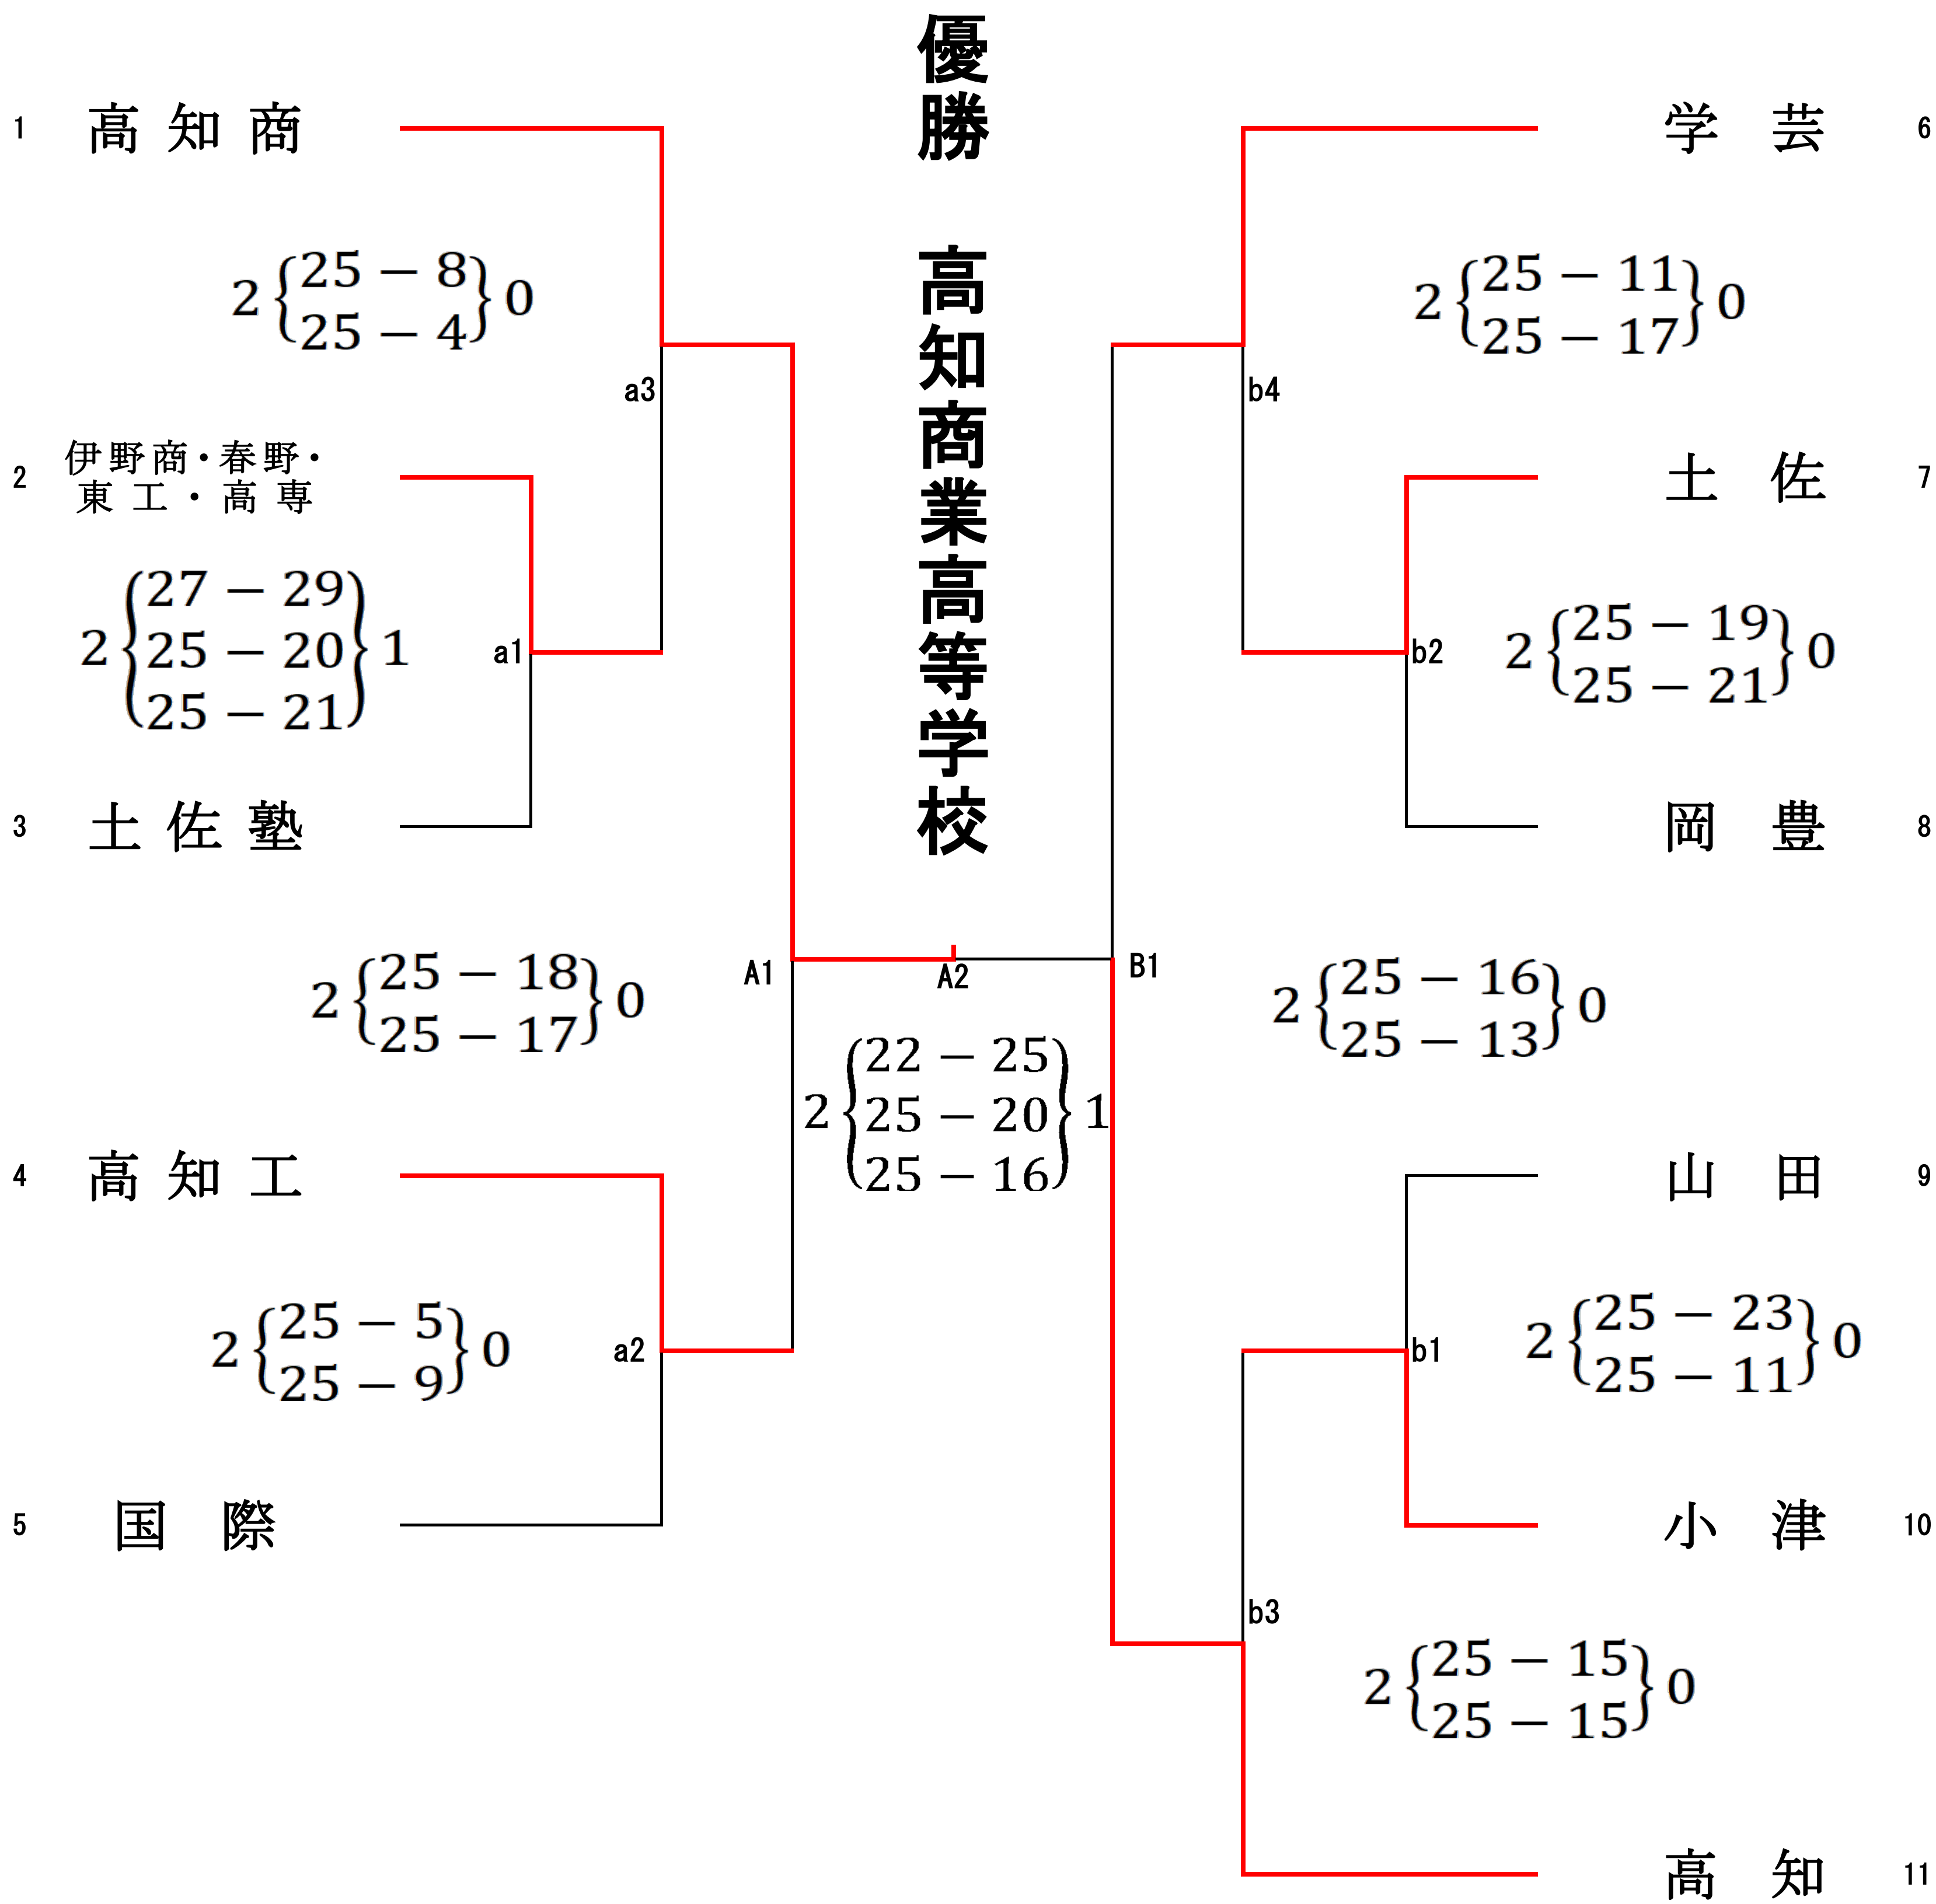 優勝 高知商業高等学校
1 高知商
2 { 25 − 8
25 − 4 } 0
a3
2 伊野商・春野・
東工・高専
2 { 27 − 29
25 − 20
25 − 21 } 1
a1
3 土佐塾
2 { 25 − 18
25 − 17 } 0
A1
4 高知工
2 { 25 − 5
25 − 9 } 0
a2
5 国際
A2
2 { 22 − 25
25 − 20
25 − 16 } 1
学芸 6
2 { 25 − 11
25 − 17 } 0
b4
土佐 7
b2
2 { 25 − 19
25 − 21 } 0
岡豊 8
B1
2 { 25 − 16
25 − 13 } 0
山田 9
b1
2 { 25 − 23
25 − 11 } 0
小津 10
b3
2 { 25 − 15
25 − 15 } 0
高知 11